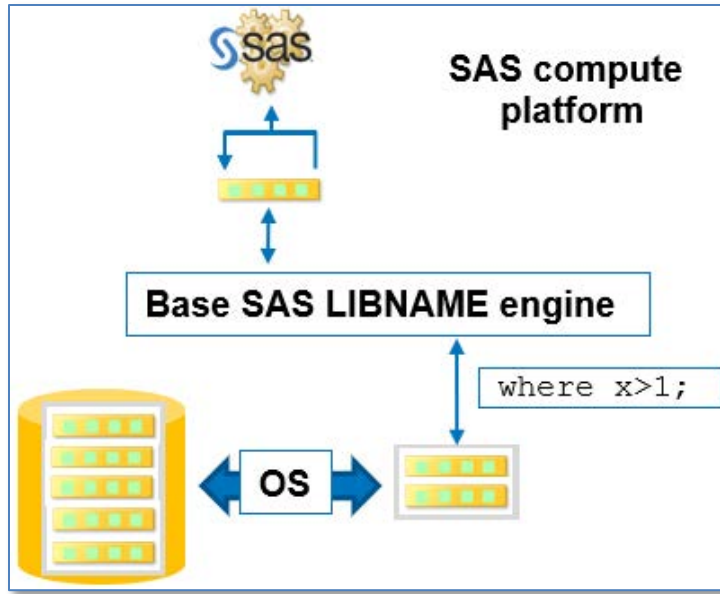 sas
SAS compute
platform
Base SAS LIBNAME engine
where x>1;
OS